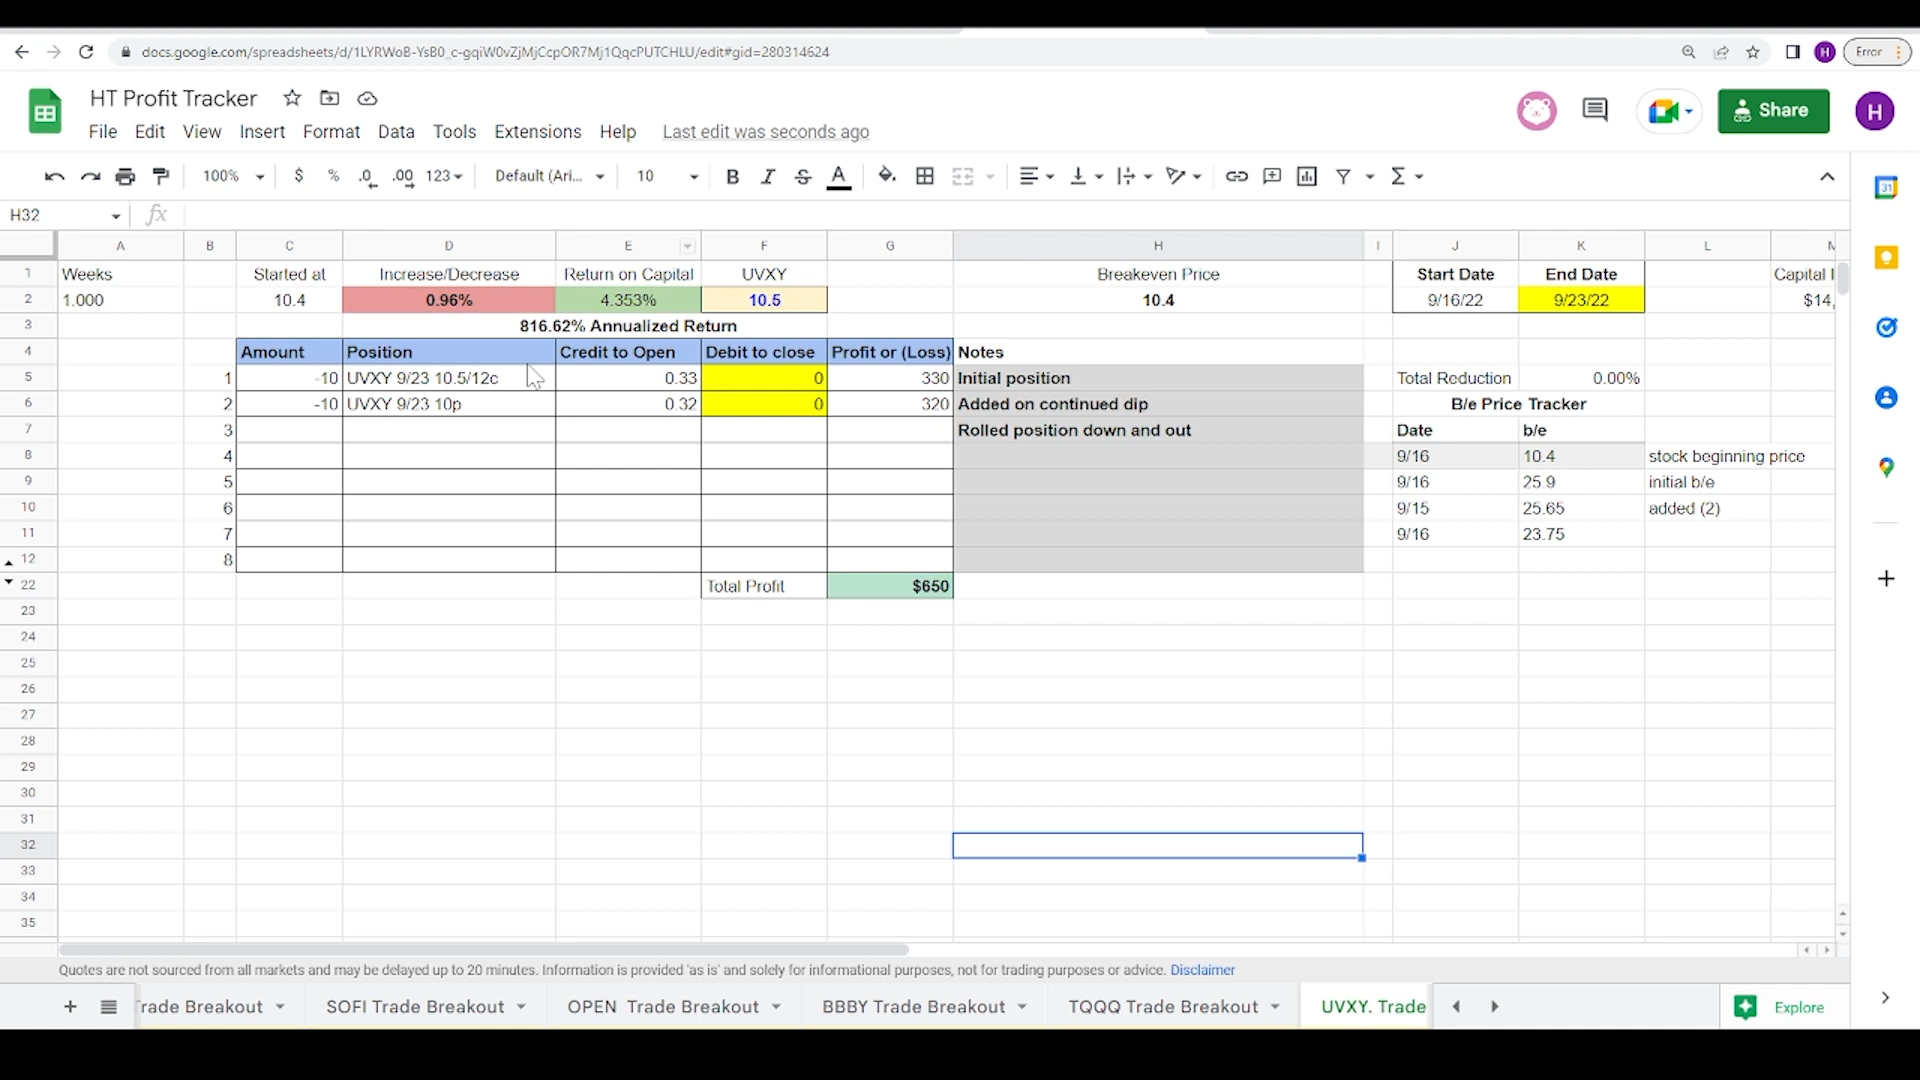 docs.google.com/spreadsheets/d/1LYRWoB-YsB0_c-gqiW0vZjMjCcpOR7Mj1QqcPUTCHLU/edit#gid=280314624
H
Error
HT Profit Tracker
File Edit View Insert Format Data Tools Extensions Help Last edit was seconds ago
Share
H
100% $ % .0 .00 123 Default (Ari... 10 B I S A
31
H32 fx
A B C D E F G H I J K L M
1 Weeks Started at Increase/Decrease Return on Capital UVXY Breakeven Price Start Date End Date Capital I
2 1.000 10.4 0.96% 4.353% 10.5 10.4 9/16/22 9/23/22 $14,
3 816.62% Annualized Return
4 Amount Position Credit to Open Debit to close Profit or (Loss) Notes
5 1 -10 UVXY 9/23 10.5/12c 0.33 0 330 Initial position Total Reduction 0.00%
6 2 -10 UVXY 9/23 10p 0.32 0 320 Added on continued dip B/e Price Tracker
7 3 Rolled position down and out Date b/e
8 4 9/16 10.4 stock beginning price
9 5 9/16 25.9 initial b/e
10 6 9/15 25.65 added (2)
11 7 9/16 23.75
12 8
22 Total Profit $650
23
24
25
26
27
28
29
30
31
32
33
34
35
Quotes are not sourced from all markets and may be delayed up to 20 minutes. Information is provided 'as is' and solely for informational purposes, not for trading purposes or advice. Disclaimer
rade Breakout SOFI Trade Breakout OPEN Trade Breakout BBBY Trade Breakout TQQQ Trade Breakout UVXY. Trade Explore